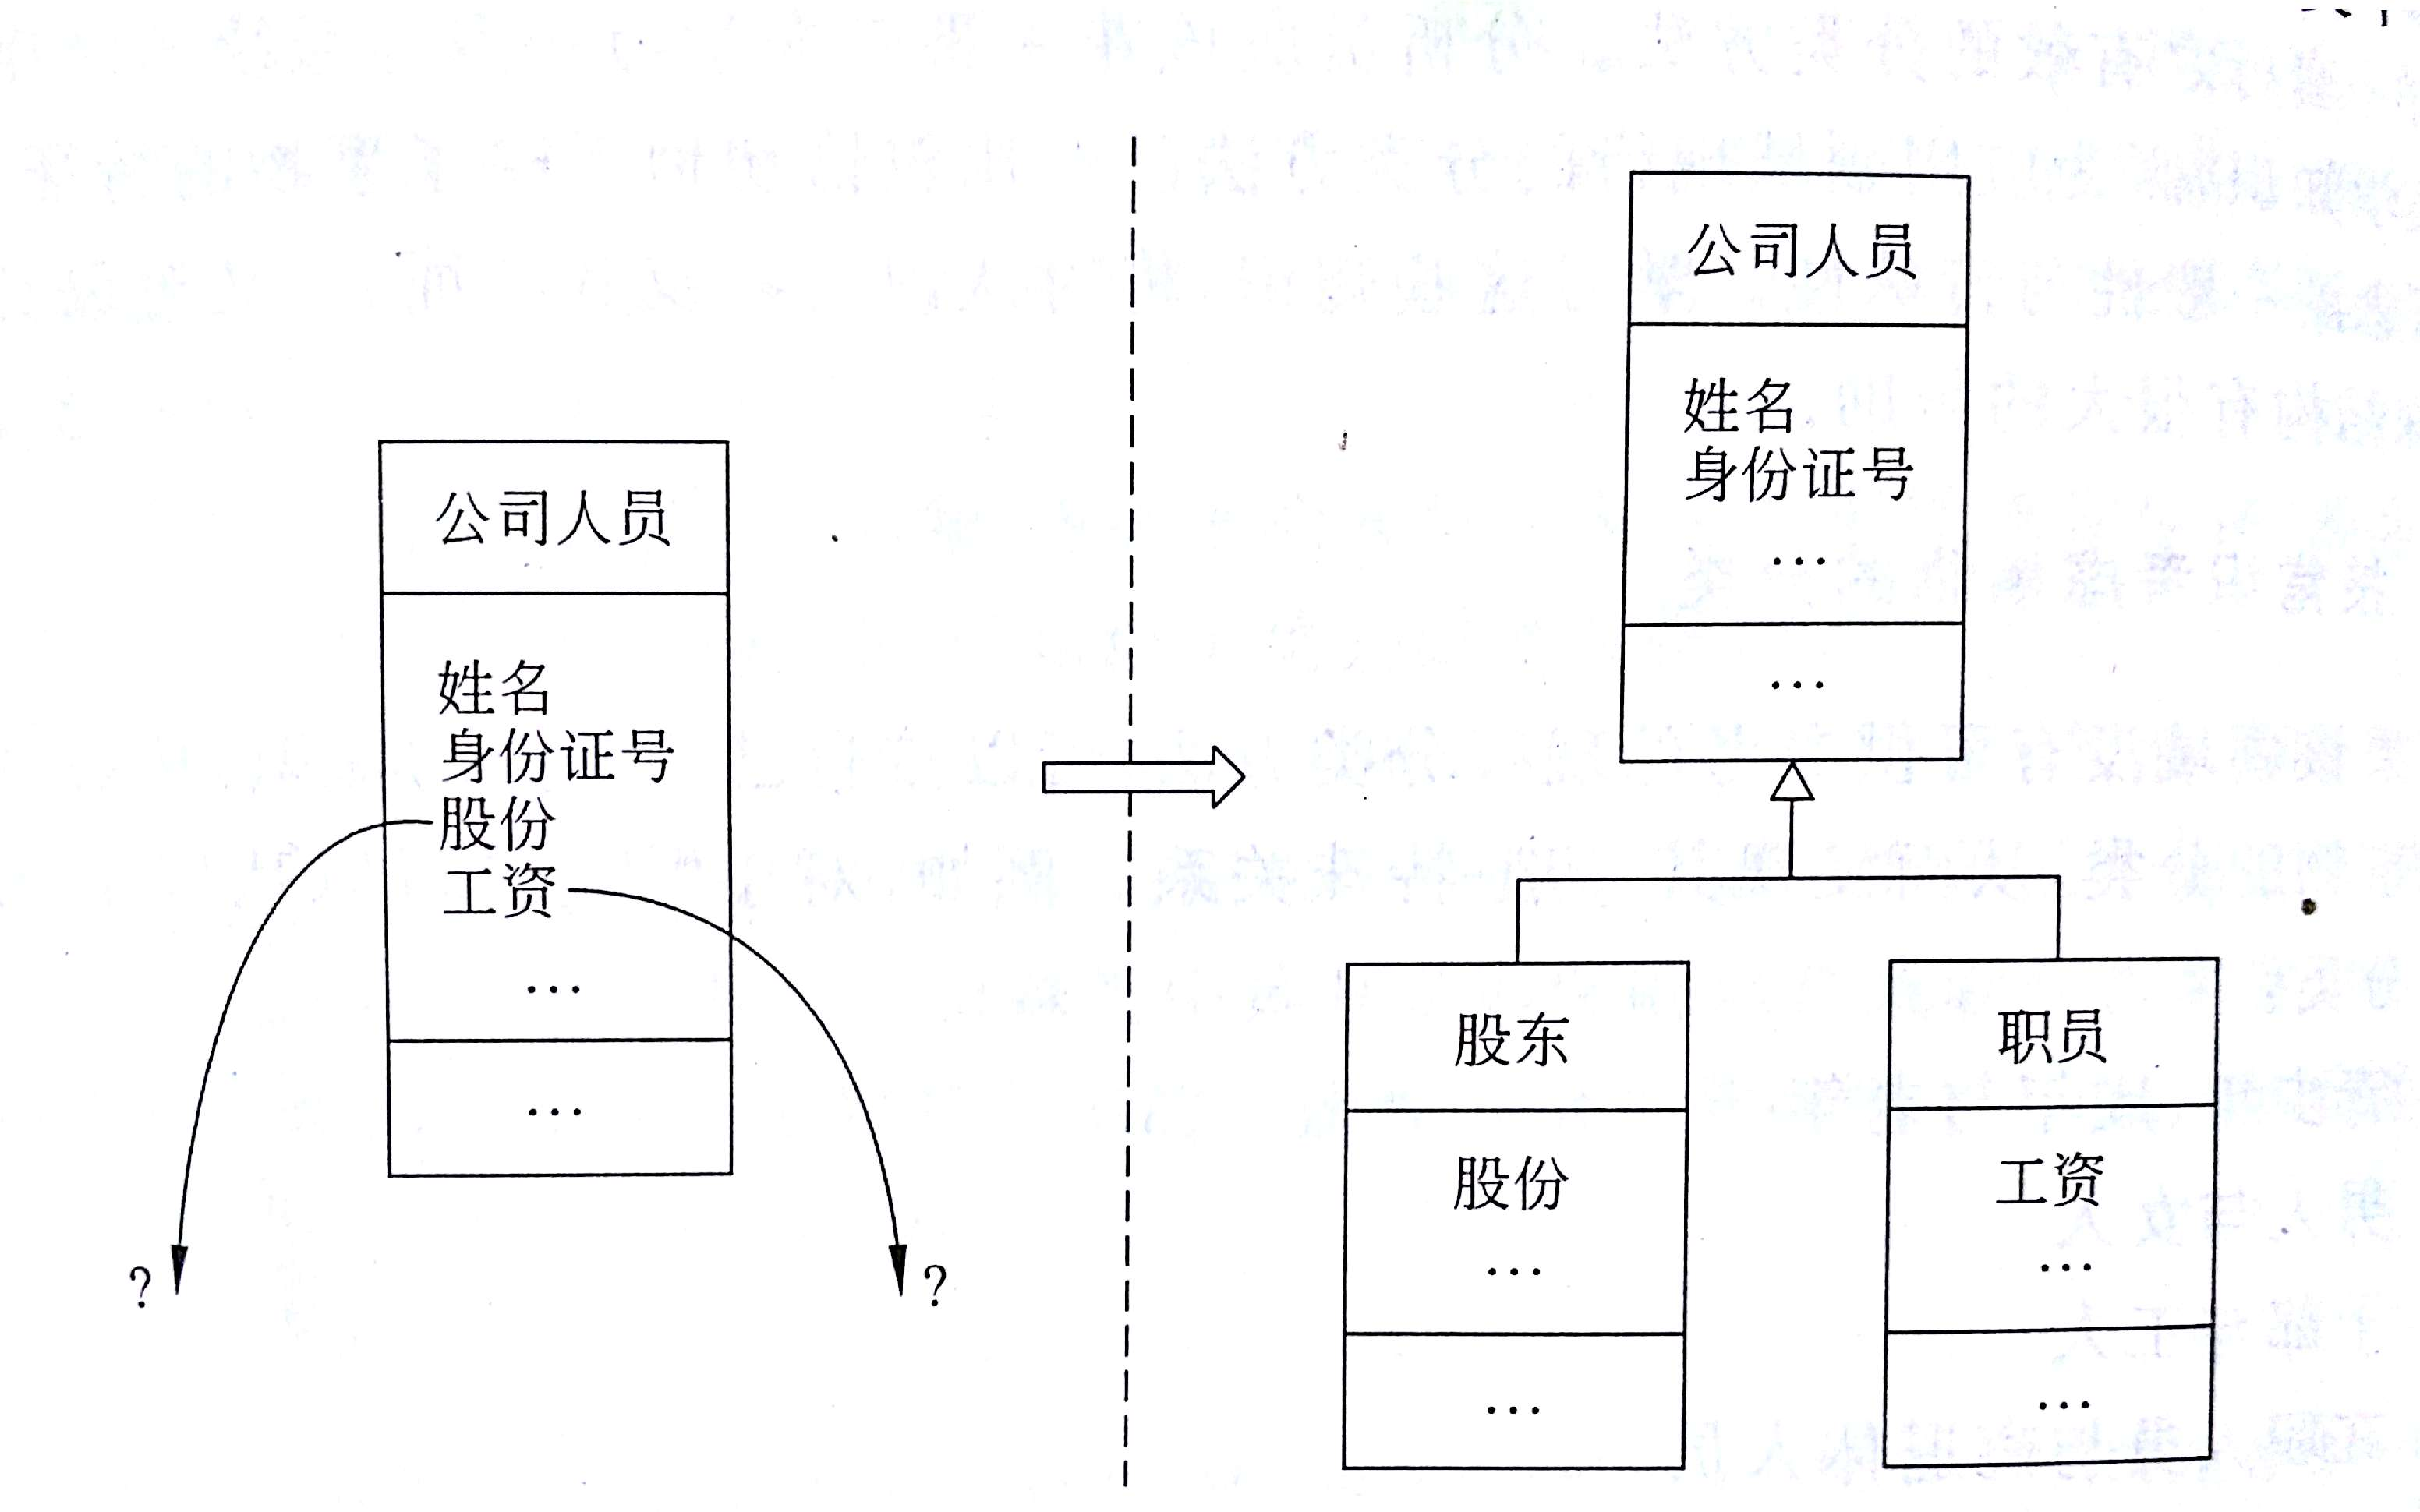 公司人员
姓名
身份证号
股份
工资
…
…
?
?
公司人员
姓名
身份证号
…
…
股东
股份
…
…
职员
工资
…
…